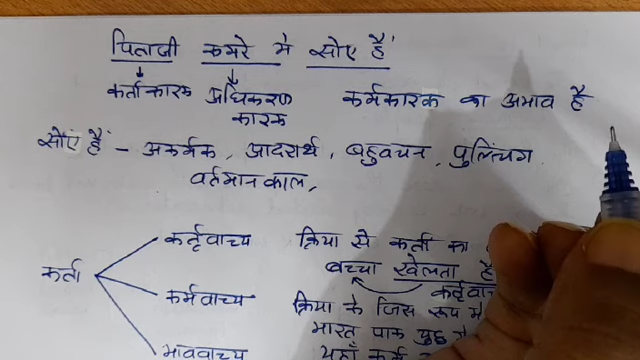 पिताजी कमरे में सोए हैं
कर्ताकारक अधिकरण कारक कर्मकारक का अभाव है
सोए हैं – अकर्मक, आदरार्थ, बहुवचन, पुल्लिंग
वर्तमान काल,
कर्तृवाच्य क्रिया से कर्ता का
बच्चा खेलता है
कर्ता कर्तृवाच
कर्मवाच्य क्रिया के जिस रूप में
भारत पाक युद्ध
भाववाच्य यहाँ कर्म